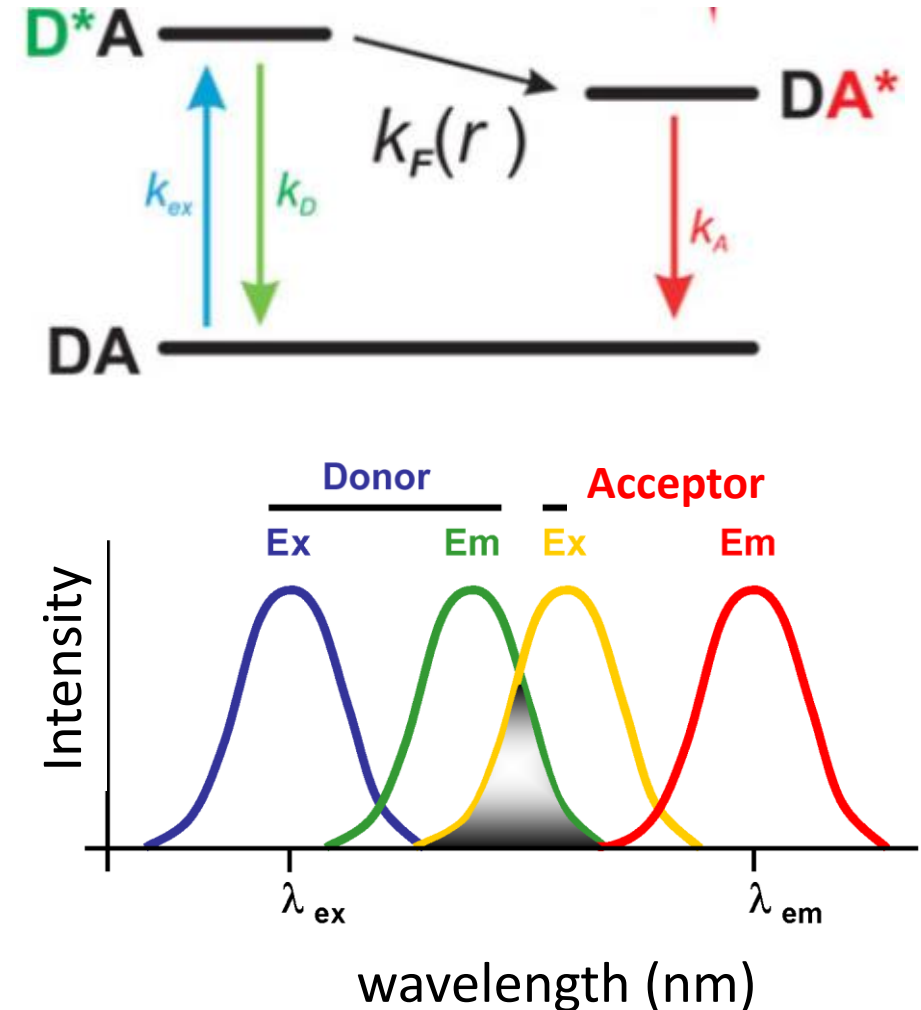 D*A
DA*
k_F(r)
k_ex
k_D
k_A
DA
Donor
Acceptor
Ex
Em
Ex
Em
Intensity
λ ex
λ em
wavelength (nm)